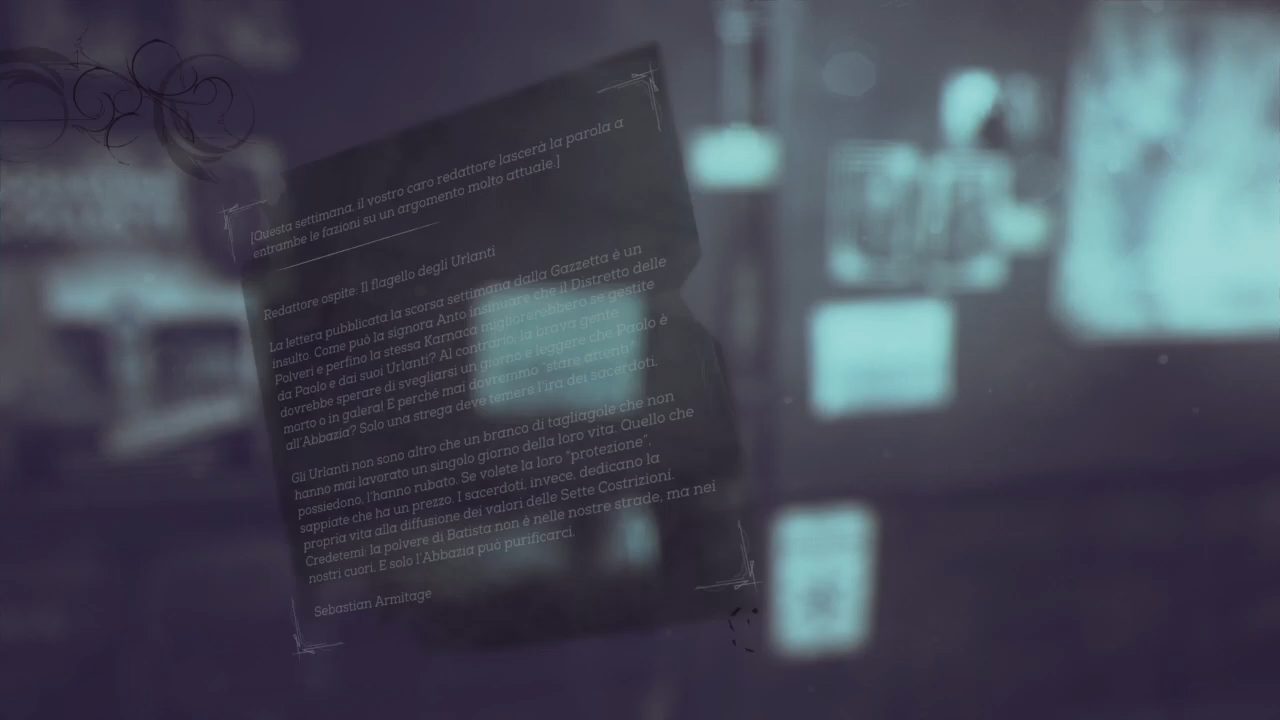 [Questa settimana, il vostro caro redattore lascerà la parola a
entrambe le fazioni su un argomento molto attuale.]
Redattore ospite: Il flagello degli Urlanti
La lettera pubblicata la scorsa settimana dalla Gazzetta è un
insulto. Come può la signora Anto insinuare che il Distretto delle
Polveri e perfino la stessa Karnaca migliorerebbero se gestite
da Paolo e dai suoi Urlanti? Al contrario, la brava gente
dovrebbe sperare di svegliarsi un giorno e leggere che Paolo è
morto o in galera! E perché mai dovremmo "stare attenti"
all'Abbazia? Solo una strega deve temere l'ira dei sacerdoti.
Gli Urlanti non sono altro che un branco di tagliagole che non
hanno mai lavorato un singolo giorno della loro vita. Quello che
possiedono, l'hanno rubato. Se volete la loro "protezione",
sappiate che ha un prezzo. I sacerdoti, invece, dedicano la
propria vita alla diffusione dei valori delle Sette Costrizioni.
Credetemi: la polvere di Batista non è nelle nostre strade, ma nei
nostri cuori. E solo l'Abbazia può purificarci.
Sebastian Armitage